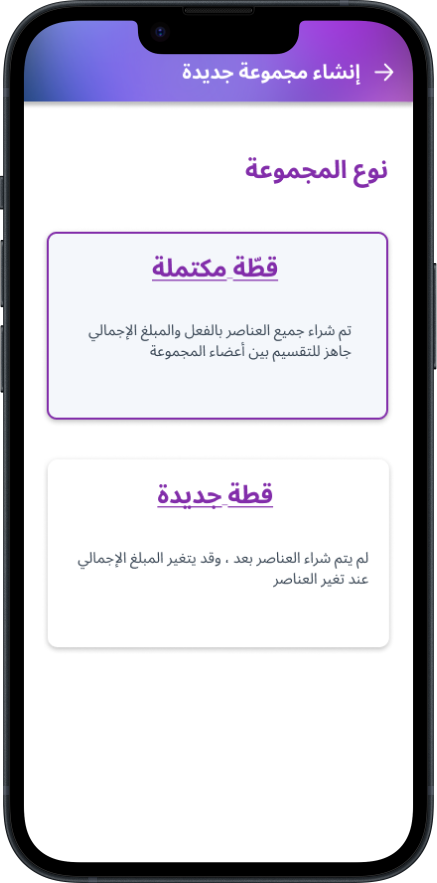 إنشاء مجموعة جديدة
نوع المجموعة
قطّة مكتملة
تم شراء جميع العناصر بالفعل والمبلغ الإجمالي
جاهز للتقسيم بين أعضاء المجموعة
قطة جديدة
لم يتم شراء العناصر بعد ، وقد يتغير المبلغ الإجمالي
عند تغير العناصر